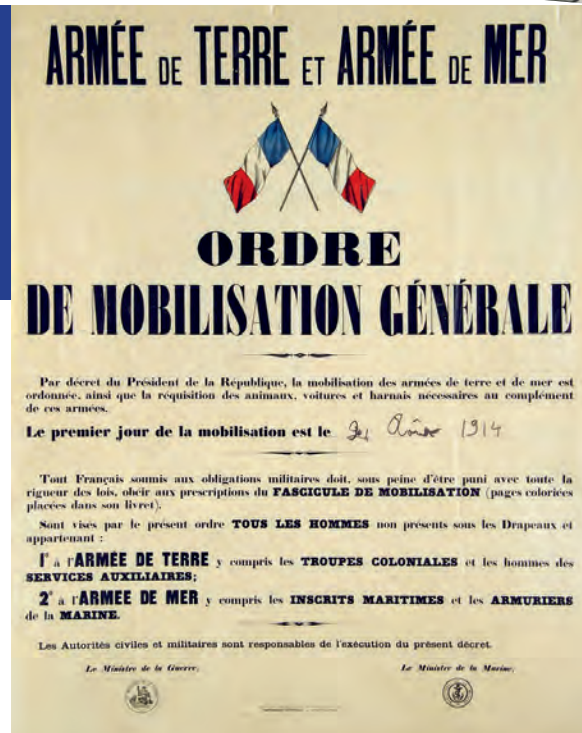 ARMÉE DE TERRE ET ARMÉE DE MER
ORDRE
DE MOBILISATION GÉNÉRALE
Par décret du Président de la République, la mobilisation des armées de terre et de mer est
ordonnée, ainsi que la réquisition des animaux, voitures et harnais nécessaires au complément
de ces armées.
Le premier jour de la mobilisation est le 1914
Tout Français soumis aux obligations militaires doit, sous peine d'être puni avec toute la
rigueur des lois, obéir aux prescriptions du FASCICULE DE MOBILISATION (pages coloriées
placées dans son livret).
Sont visés par le présent ordre TOUS LES HOMMES non présents sous les Drapeaux et
appartenant :
1° à l'ARMÉE DE TERRE y compris les TROUPES COLONIALES et les hommes des
SERVICES AUXILIAIRES;
2° à l'ARMÉE DE MER y compris les INSCRITS MARITIMES et les ARMURIERS
de la MARINE.
Les Autorités civiles et militaires sont responsables de l'exécution du présent décret.
Le Ministre de la Guerre, Le Ministre de la Marine,